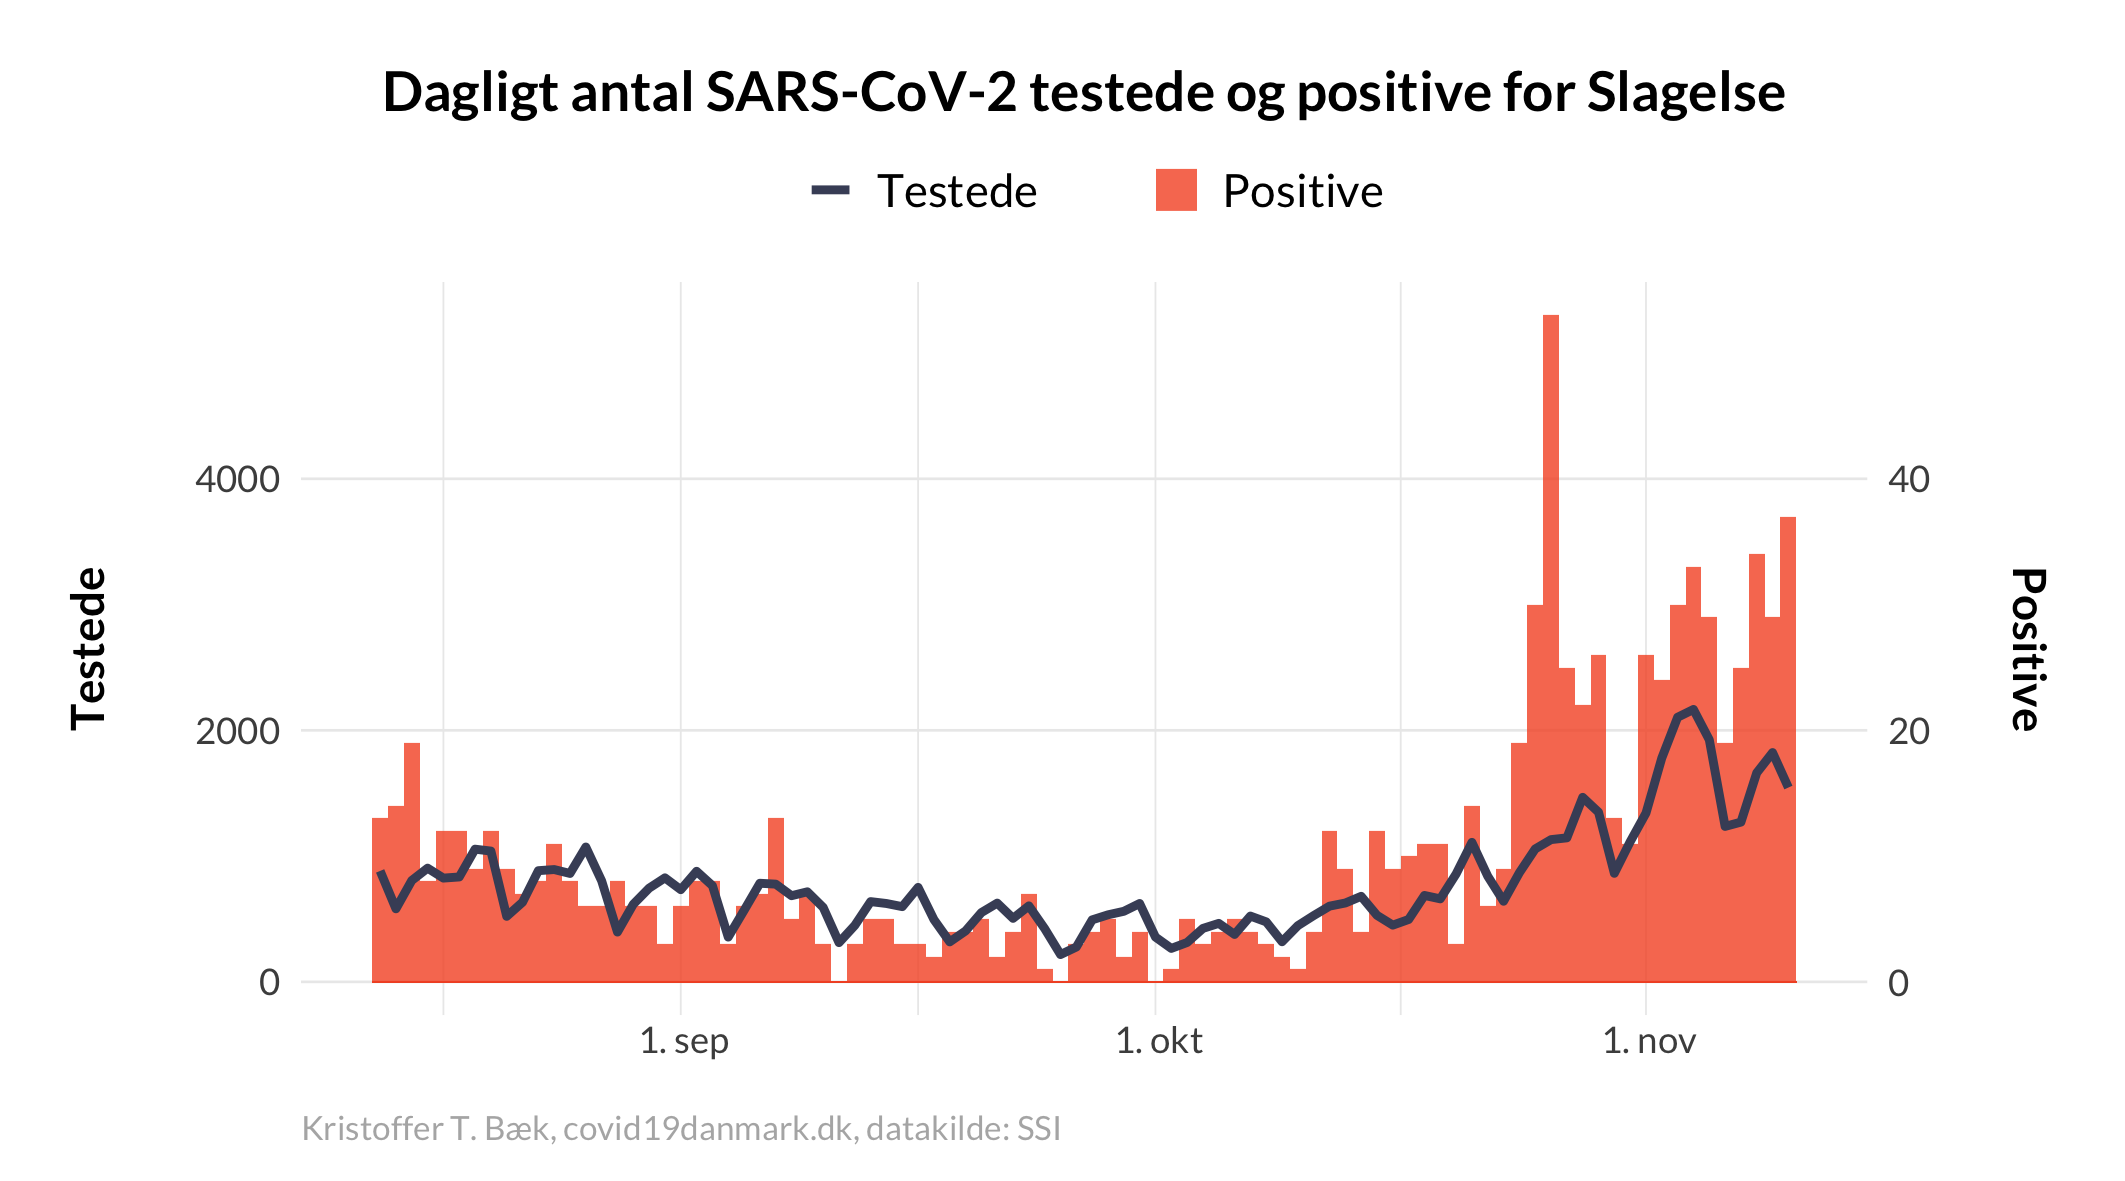 Dagligt antal SARS-CoV-2 testede og positive for Slagelse
Testede
Positive
4000
2000
0
Testede
40
20
0
Positive
1. sep
1. okt
1. nov
Kristoffer T. Bæk, covid19danmark.dk, datakilde: SSI